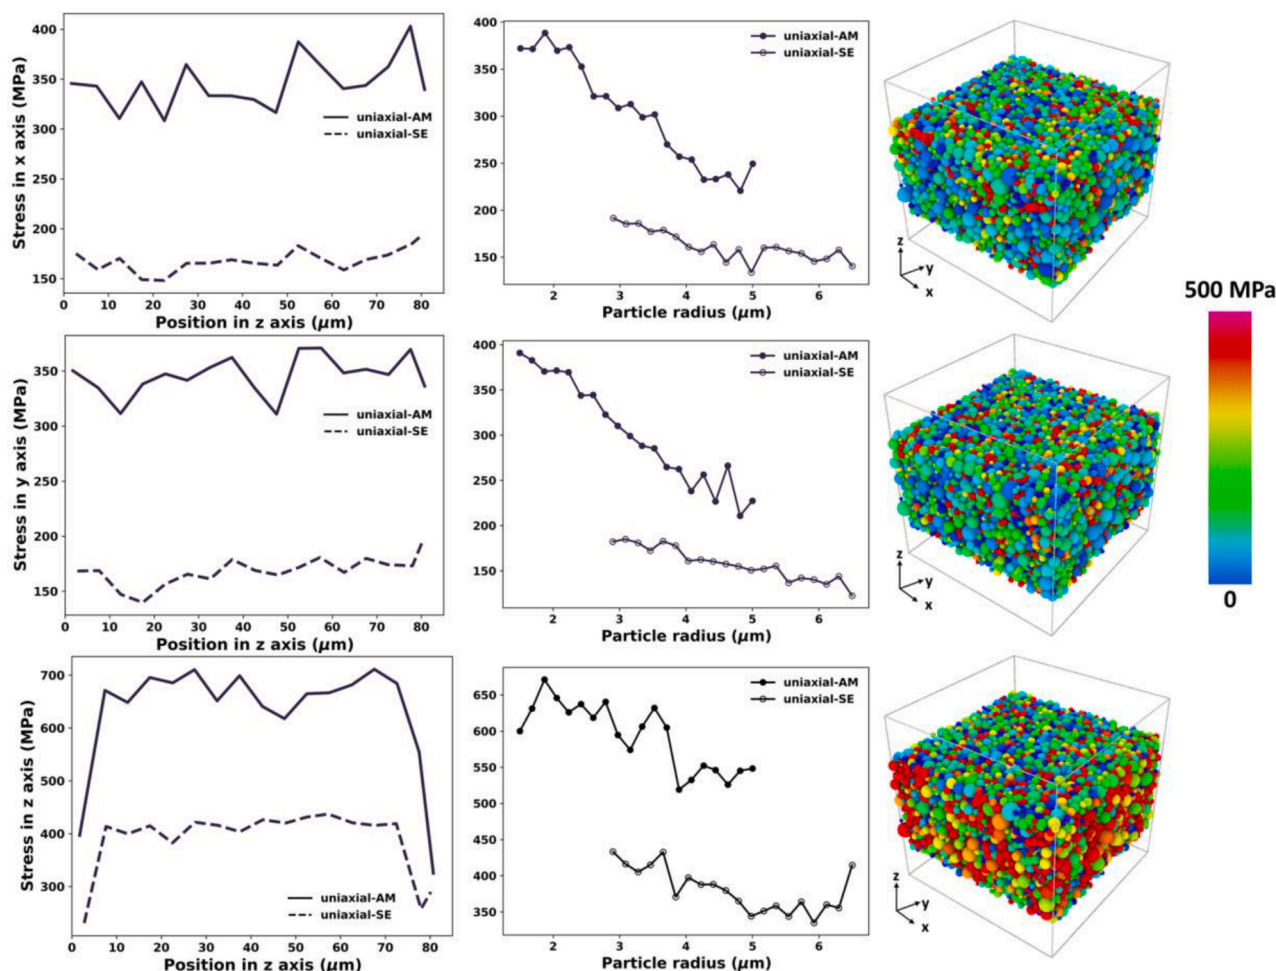 400
350
300
250
200
150
0
10
20
30
40
50
60
70
80
Stress in x axis (MPa)
Position in z axis (μm)
uniaxial-AM
uniaxial-SE
400
350
300
250
200
150
2
3
4
5
6
Particle radius (μm)
uniaxial-AM
uniaxial-SE
z
y
x
350
300
250
200
150
0
10
20
30
40
50
60
70
80
Stress in y axis (MPa)
Position in z axis (μm)
uniaxial-AM
uniaxial-SE
400
350
300
250
200
150
2
3
4
5
6
Particle radius (μm)
uniaxial-AM
uniaxial-SE
z
y
x
500 MPa
0
700
600
500
400
300
0
10
20
30
40
50
60
70
80
Stress in z axis (MPa)
Position in z axis (μm)
uniaxial-AM
uniaxial-SE
650
600
550
500
450
400
350
2
3
4
5
6
Particle radius (μm)
uniaxial-AM
uniaxial-SE
z
y
x